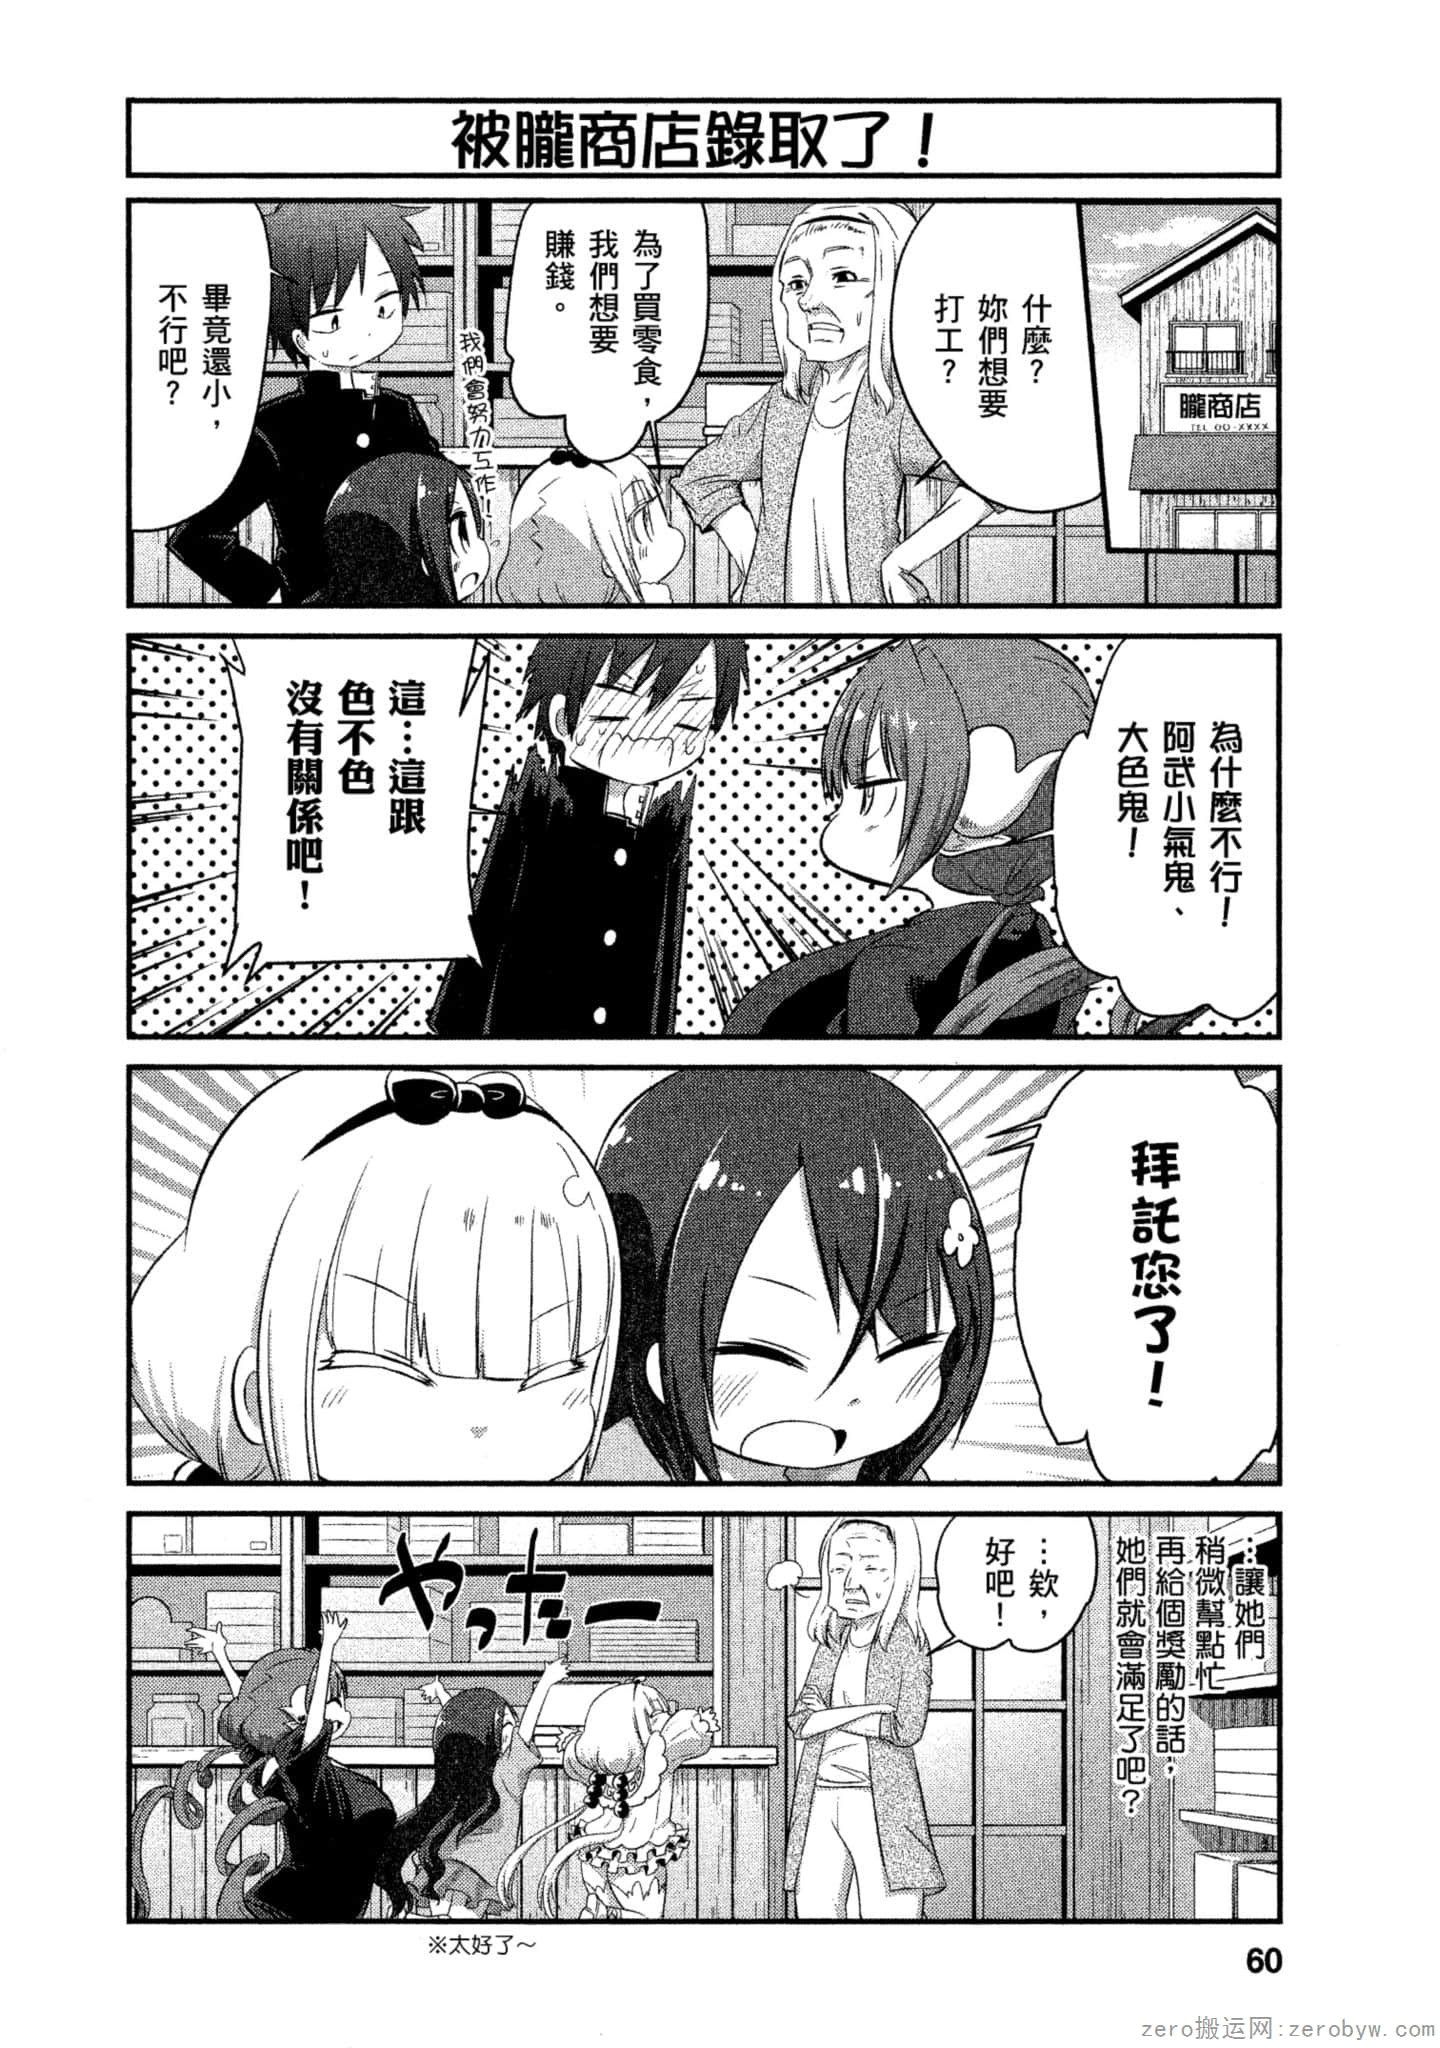 被朧商店錄取了！
朧商店
TEL 00-XXXX
什麼？
妳們想要
打工？
為了買零食，
我們想要
賺錢。
我們會努力工作！
畢竟還小，
不行吧？
為什麼不行！
阿武小氣鬼、
大色鬼！
這…這跟
色不色
沒有關係吧！
拜託您了！
…讓她們
稍微幫點忙
再給個獎勵的話，
她們就會滿足了吧？
…欸，
好吧！
やったー
※太好了～
60
zero搬运网:zerobyw.com